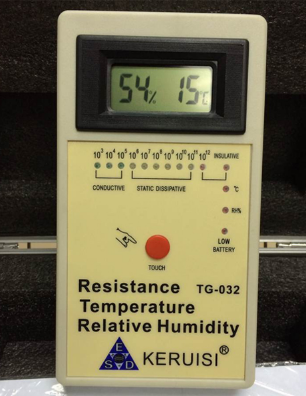 54% 15℃
10³ 10⁴ 10⁵ 10⁶ 10⁷ 10⁸ 10⁹ 10¹⁰ 10¹¹ 10¹² INSULATIVE
CONDUCTIVE STATIC DISSIPATIVE
℃
RH%
LOW
BATTERY
TOUCH
Resistance TG-032
Temperature
Relative Humidity
ESD KERUISI®